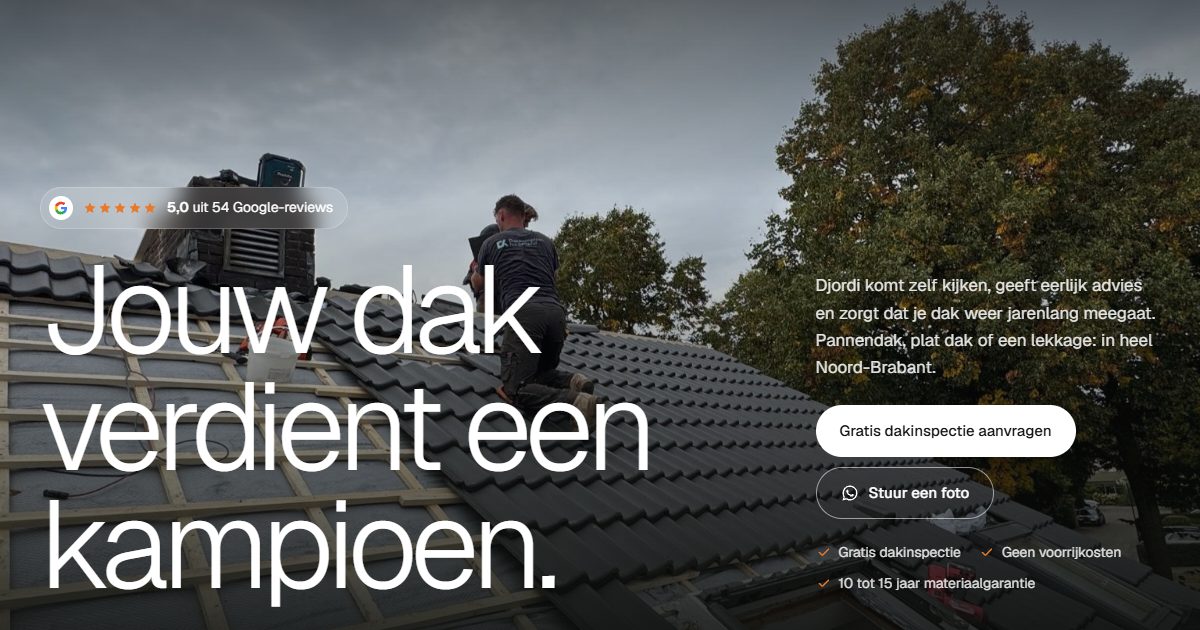 5,0 uit 54 Google-reviews
Jouw dak
verdient een
kampioen.
Djordi komt zelf kijken, geeft eerlijk advies
en zorgt dat je dak weer jarenlang meegaat.
Pannendak, plat dak of een lekkage: in heel
Noord-Brabant.
Gratis dakinspectie aanvragen
Stuur een foto
Gratis dakinspectie
Geen voorrijkosten
10 tot 15 jaar materiaalgarantie